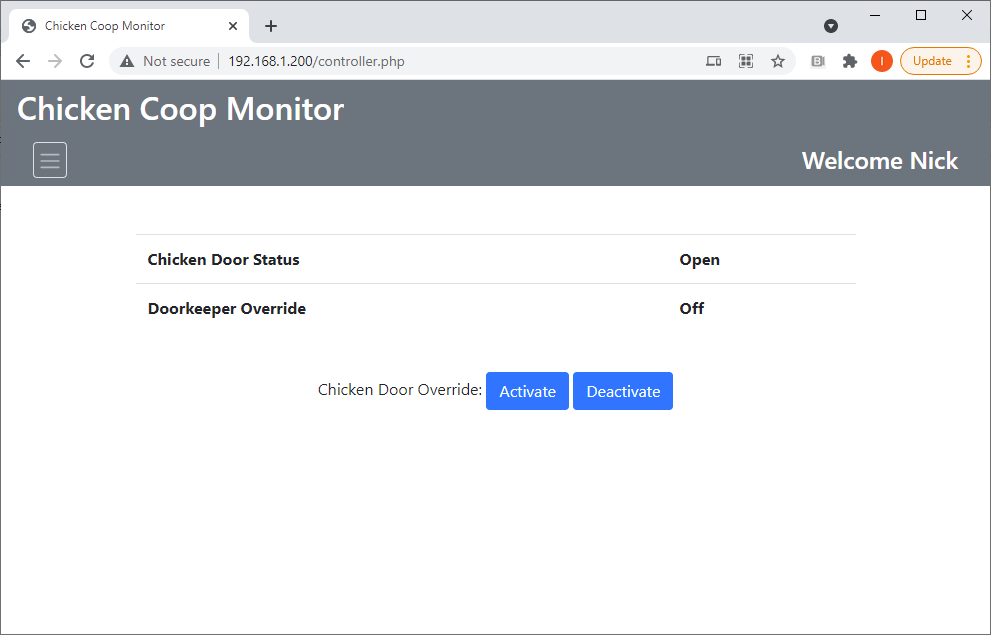 Chicken Coop Monitor
Not secure | 192.168.1.200/controller.php
I
Update
Chicken Coop Monitor
Welcome Nick
Chicken Door Status Open
Doorkeeper Override Off
Chicken Door Override: Activate Deactivate